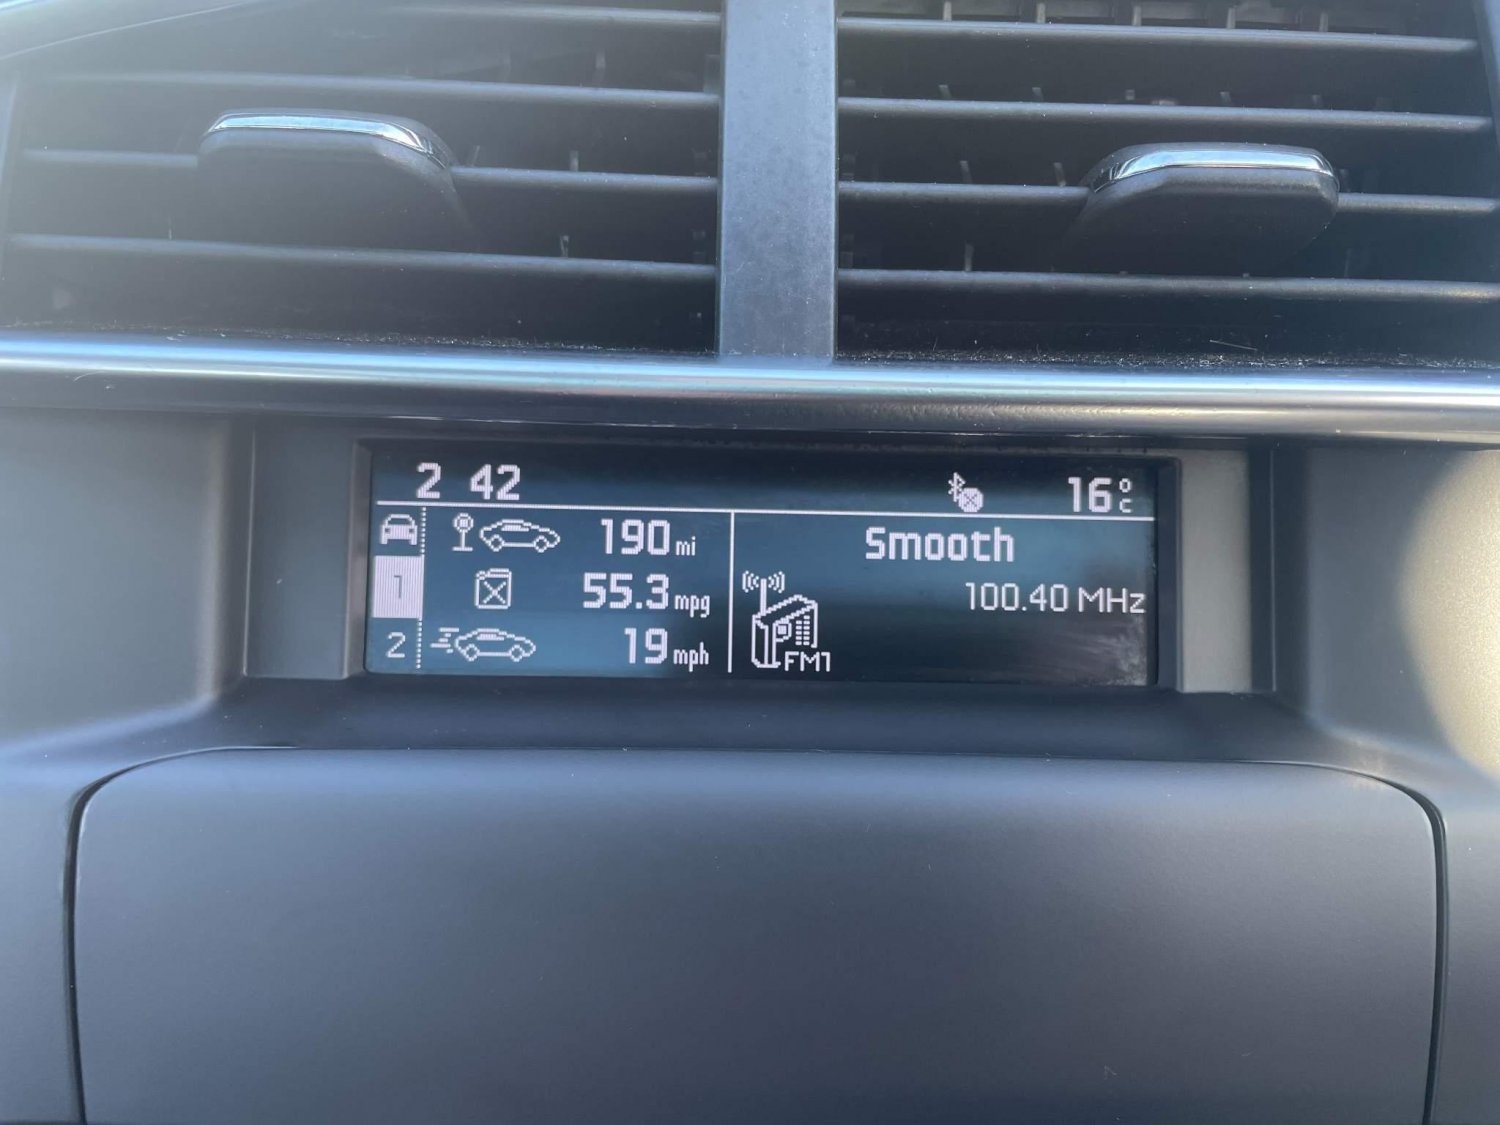 2 42
16°C
190 mi
1
55.3 mpg
2
19 mph
Smooth
100.40 MHz
FM1